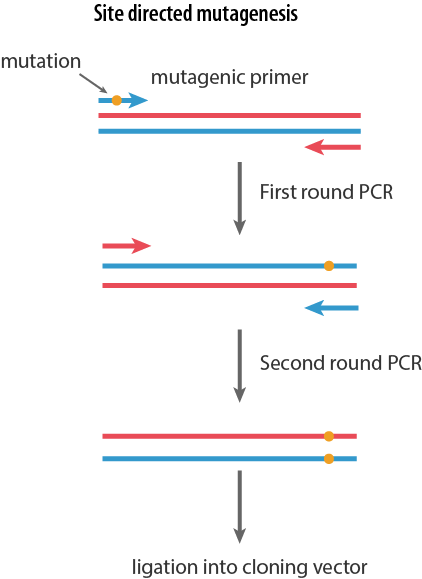 Site directed mutagenesis
mutation
mutagenic primer
First round PCR
Second round PCR
ligation into cloning vector